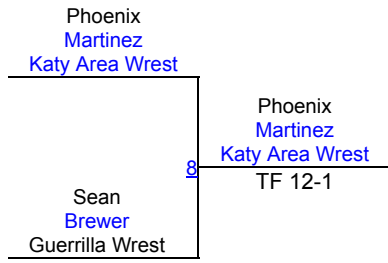 Phoenix
Martinez
Katy Area Wrest
Phoenix
Martinez
Katy Area Wrest
8
TF 12-1
Sean
Brewer
Guerrilla Wrest